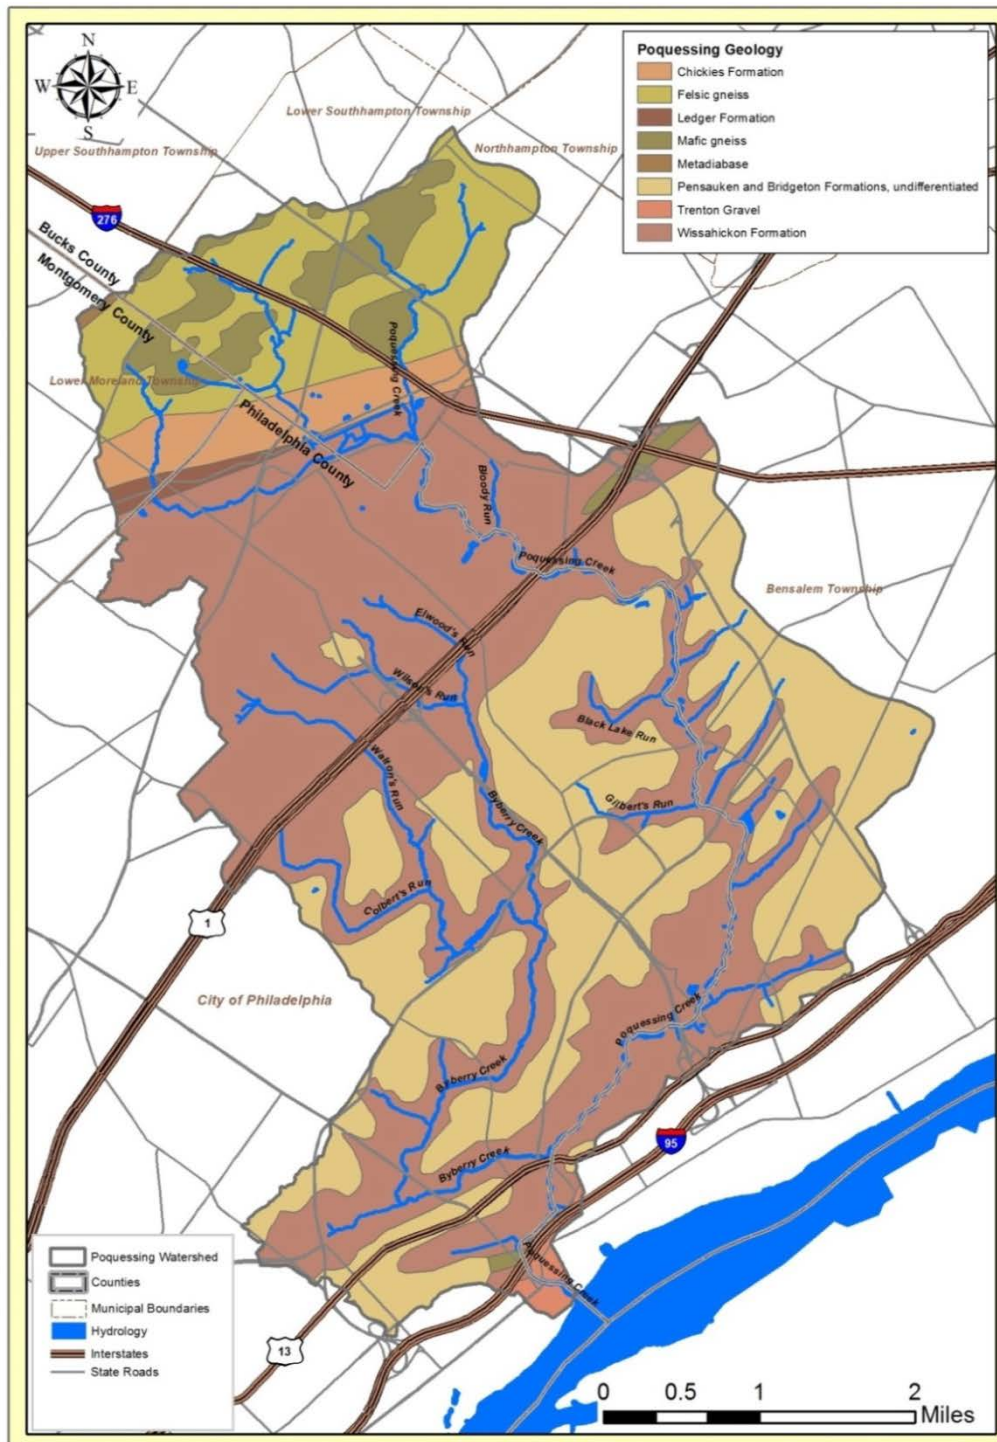 N
W
E
S
Poquessing Geology
Chickies Formation
Felsic gneiss
Ledger Formation
Mafic gneiss
Metadiabase
Pensauken and Bridgeton Formations, undifferentiated
Trenton Gravel
Wissahickon Formation
Lower Southhampton Township
Upper Southhampton Township
Northhampton Township
276
Bucks County
Montgomery County
Poquessing Creek
Lower Moreland Township
Philadelphia County
Bloody Run
Poquessing Creek
Bensalem Township
Elwood's Run
Wilson's Run
Black Lake Run
Walton's Run
Gilbert's Run
Byberry Creek
Colbert's Run
1
City of Philadelphia
Poquessing Creek
Byberry Creek
95
Byberry Creek
Poquessing Creek
Poquessing Watershed
Counties
Municipal Boundaries
Hydrology
Interstates
State Roads
13
0 0.5 1 2
Miles